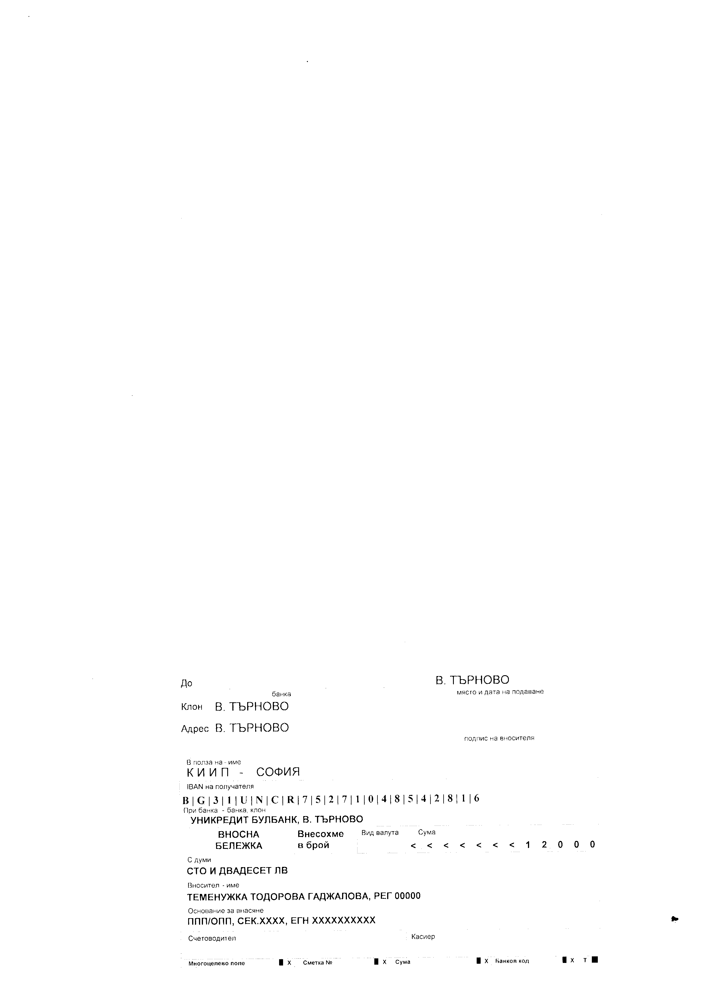 До
В. ТЪРНОВО
банка
място и дата на подаване
Клон В. ТЪРНОВО
Адрес В. ТЪРНОВО
подпис на вносителя
В полза на - име
К И И П - СОФИЯ
IBAN на получателя
B|G|3|1|U|N|C|R|7|5|2|7|1|0|4|8|5|4|2|8|1|6
При банка - банка, клон
УНИКРЕДИТ БУЛБАНК, В. ТЪРНОВО
ВНОСНА Внесохме Вид валута Сума
БЕЛЕЖКА в брой < < < < < < < 1 2 0 0 0
С думи
СТО И ДВАДЕСЕТ ЛВ
Вносител - име
ТЕМЕНУЖКА ТОДОРОВА ГАДЖАЛОВА, РЕГ 00000
Основание за внасяне
ППП/ОПП, СЕК.ХХХХ, ЕГН ХХХХХХХХХХ
Счетоводител Касиер
Многоцелево поле X Сметка № X Сума X Банков код X Т